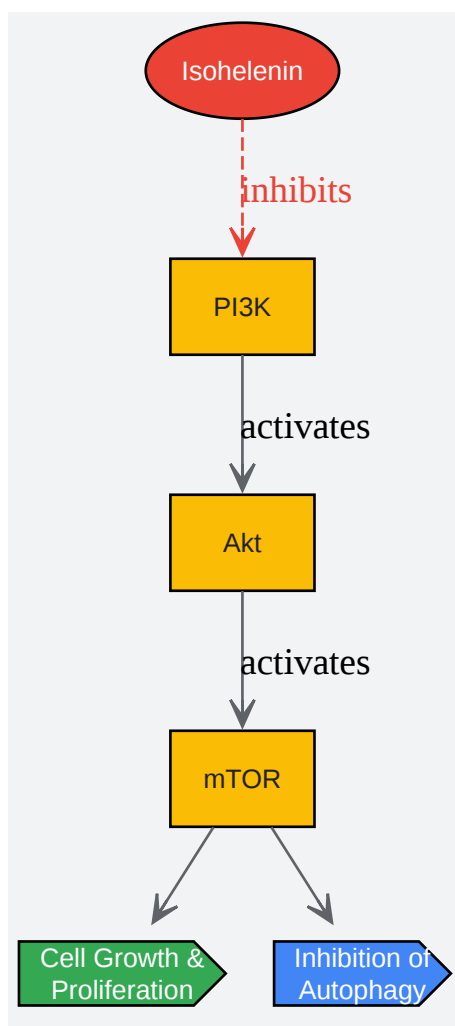 Isohelenin
inhibits
PI3K
activates
Akt
activates
mTOR
Cell Growth &
Proliferation
Inhibition of
Autophagy